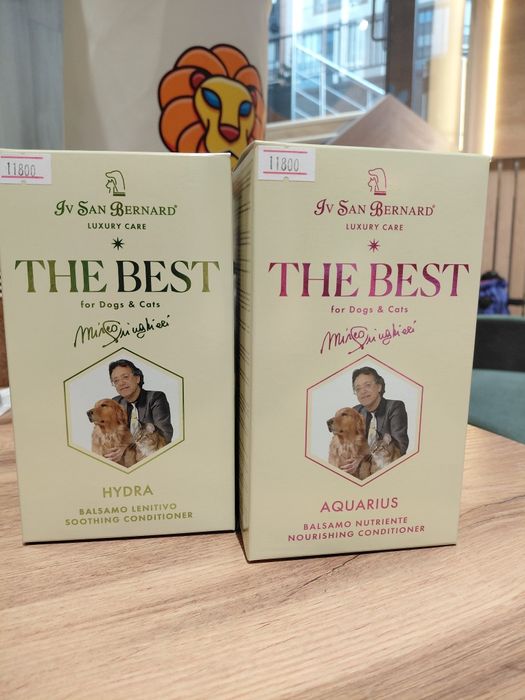 11800
Iv San Bernard®
LUXURY CARE
THE BEST
for Dogs & Cats
HYDRA
BALSAMO LENITIVO
SOOTHING CONDITIONER
11800
Iv San Bernard®
LUXURY CARE
THE BEST
for Dogs & Cats
AQUARIUS
BALSAMO NUTRIENTE
NOURISHING CONDITIONER